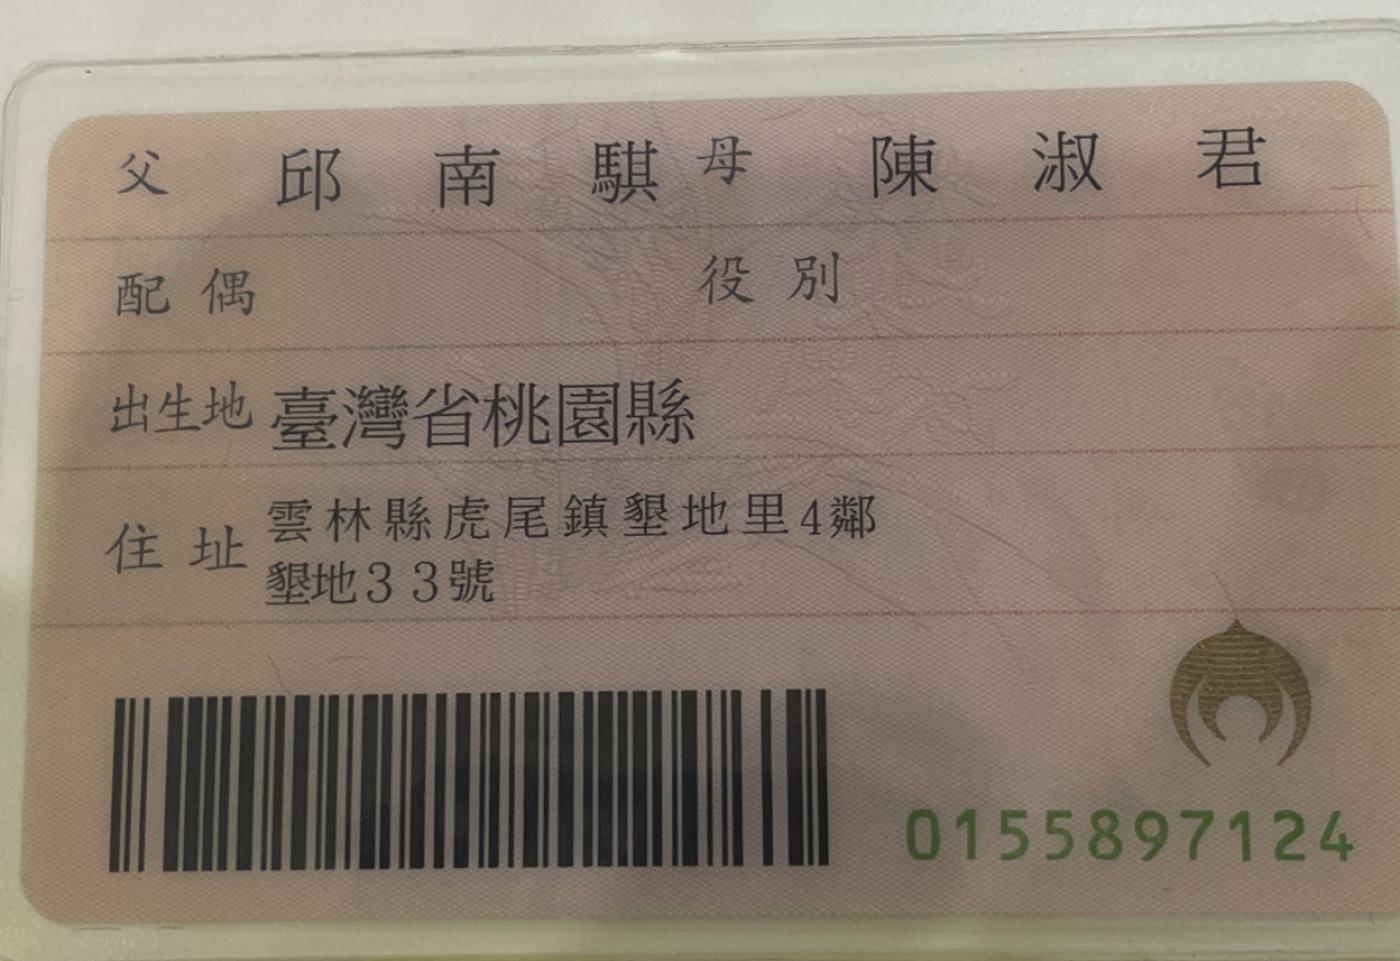 父 邱南騏 母 陳淑君
配偶 役別
出生地 臺灣省桃園縣
住址 雲林縣虎尾鎮墾地里4鄰
墾地33號
0155897124